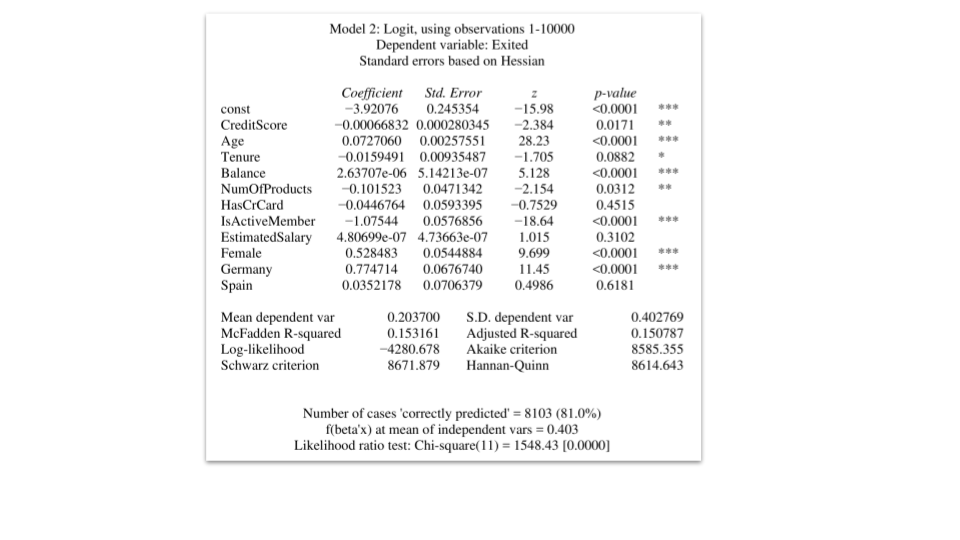 Model 2: Logit, using observations 1-10000
Dependent variable: Exited
Standard errors based on Hessian
Coefficient Std. Error z p-value
const −3.92076 0.245354 −15.98 <0.0001 ***
CreditScore −0.00066832 0.000280345 −2.384 0.0171 **
Age 0.0727060 0.00257551 28.23 <0.0001 ***
Tenure −0.0159491 0.00935487 −1.705 0.0882 *
Balance 2.63707e-06 5.14213e-07 5.128 <0.0001 ***
NumOfProducts −0.101523 0.0471342 −2.154 0.0312 **
HasCrCard −0.0446764 0.0593395 −0.7529 0.4515
IsActiveMember −1.07544 0.0576856 −18.64 <0.0001 ***
EstimatedSalary 4.80699e-07 4.73663e-07 1.015 0.3102
Female 0.528483 0.0544884 9.699 <0.0001 ***
Germany 0.774714 0.0676740 11.45 <0.0001 ***
Spain 0.0352178 0.0706379 0.4986 0.6181
Mean dependent var 0.203700 S.D. dependent var 0.402769
McFadden R-squared 0.153161 Adjusted R-squared 0.150787
Log-likelihood −4280.678 Akaike criterion 8585.355
Schwarz criterion 8671.879 Hannan-Quinn 8614.643
Number of cases 'correctly predicted' = 8103 (81.0%)
f(beta'x) at mean of independent vars = 0.403
Likelihood ratio test: Chi-square(11) = 1548.43 [0.0000]